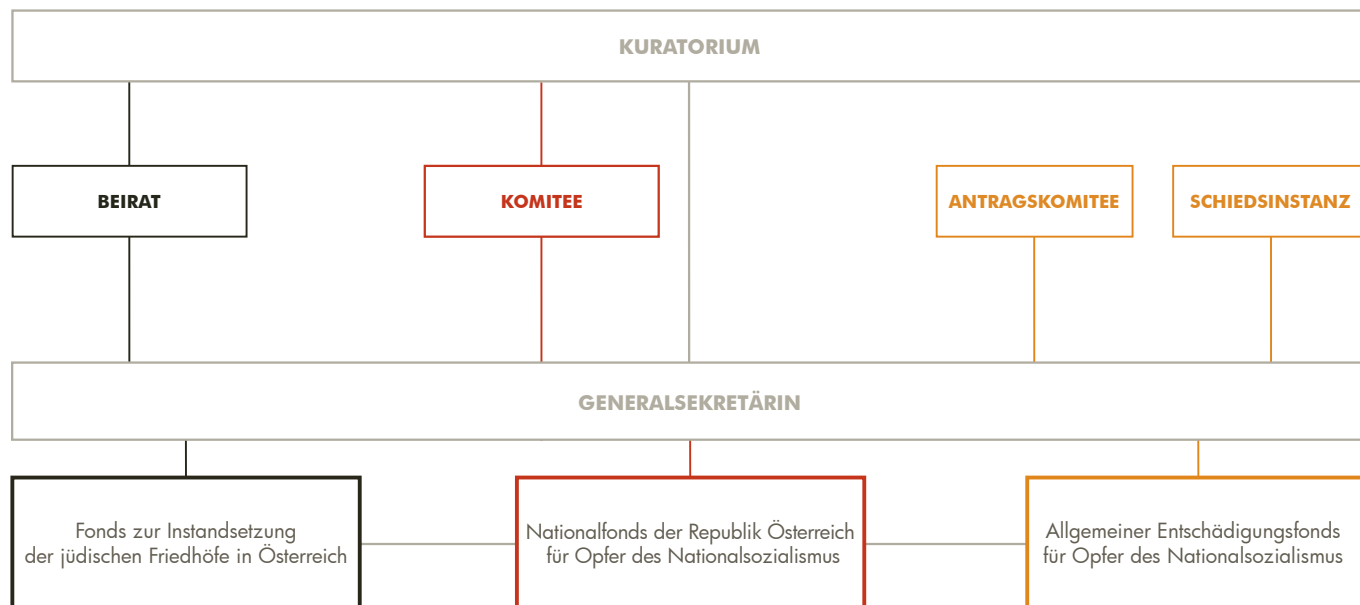 KURATORIUM
BEIRAT
KOMITEE
ANTRAGSKOMITEE
SCHIEDSINSTANZ
GENERALSEKRETÄRIN
Fonds zur Instandsetzung
der jüdischen Friedhöfe in Österreich
Nationalfonds der Republik Österreich
für Opfer des Nationalsozialismus
Allgemeiner Entschädigungsfonds
für Opfer des Nationalsozialismus